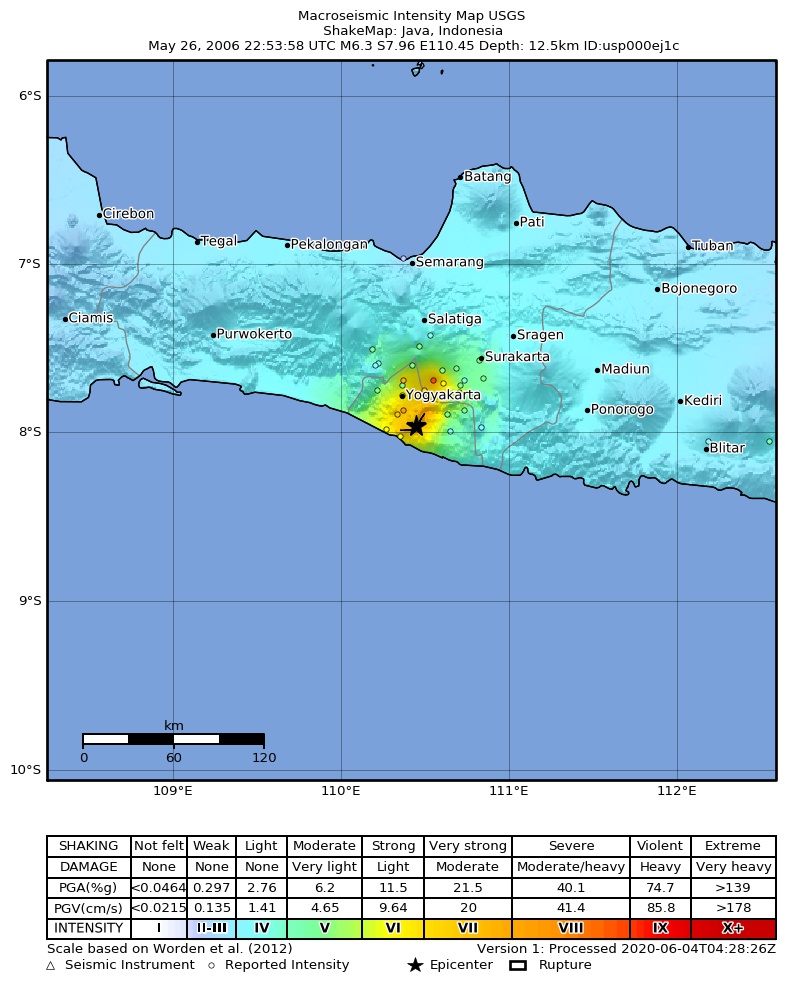 Macroseismic Intensity Map USGS
ShakeMap: Java, Indonesia
May 26, 2006 22:53:58 UTC M6.3 S7.96 E110.45 Depth: 12.5km ID:usp000ej1c
6°S
Batang
Cirebon
Pati
Tegal
Pekalongan
Tuban
7°S
Semarang
Bojonegoro
Ciamis
Salatiga
Purwokerto
Sragen
Surakarta
Madiun
Yogyakarta
Kediri
Ponorogo
8°S
Blitar
9°S
km
0 60 120
10°S
109°E 110°E 111°E 112°E
SHAKING Not felt Weak Light Moderate Strong Very strong Severe Violent Extreme
DAMAGE None None None Very light Light Moderate Moderate/heavy Heavy Very heavy
PGA(%g) <0.0464 0.297 2.76 6.2 11.5 21.5 40.1 74.7 >139
PGV(cm/s) <0.0215 0.135 1.41 4.65 9.64 20 41.4 85.8 >178
INTENSITY I II-III IV V VI VII VIII IX X+
Scale based on Worden et al. (2012) Version 1: Processed 2020-06-04T04:28:26Z
Seismic Instrument Reported Intensity Epicenter Rupture